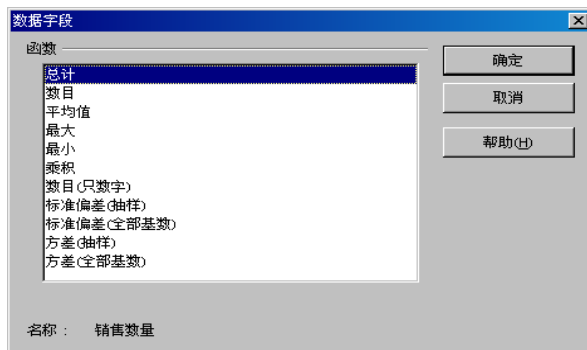 数据字段
函数
总计
数目
平均值
最大
最小
乘积
数目(只数字)
标准偏差(抽样)
标准偏差(全部基数)
方差(抽样)
方差(全部基数)
确定
取消
帮助(H)
名称： 销售数量